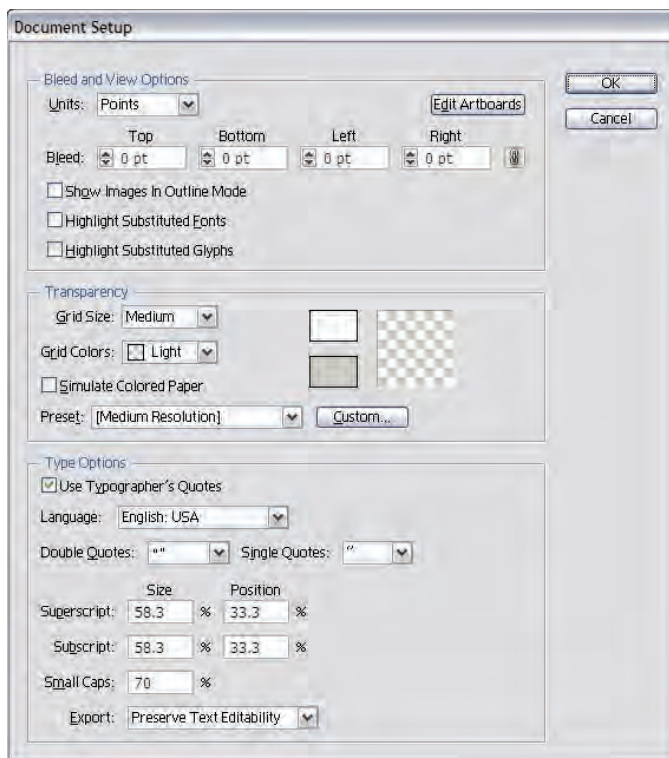 Document Setup
Bleed and View Options
Units: Points
Edit Artboards
OK
Cancel
Top Bottom Left Right
Bleed: 0 pt 0 pt 0 pt 0 pt
Show Images In Outline Mode
Highlight Substituted Fonts
Highlight Substituted Glyphs
Transparency
Grid Size: Medium
Grid Colors: Light
Simulate Colored Paper
Preset: [Medium Resolution] Custom...
Type Options
Use Typographer's Quotes
Language: English: USA
Double Quotes: “” Single Quotes: ‘’
Size Position
Superscript: 58.3 % 33.3 %
Subscript: 58.3 % 33.3 %
Small Caps: 70 %
Export: Preserve Text Editability